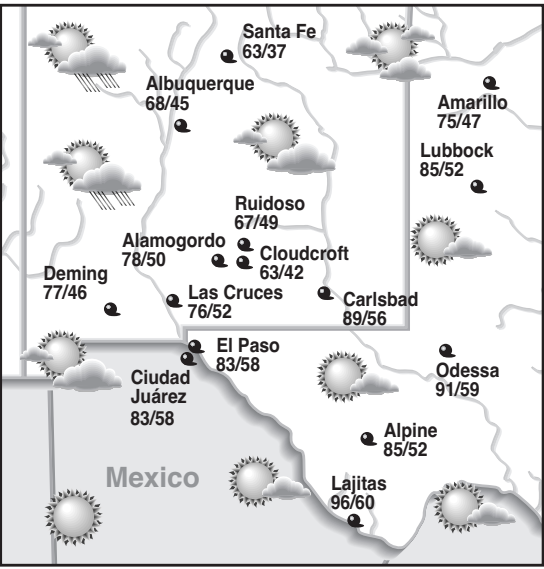 Santa Fe
63/37
Albuquerque
68/45
Amarillo
75/47
Lubbock
85/52
Ruidoso
67/49
Alamogordo
78/50
Cloudcroft
63/42
Deming
77/46
Las Cruces
76/52
Carlsbad
89/56
El Paso
83/58
Ciudad
Juárez
83/58
Odessa
91/59
Alpine
85/52
Mexico
Lajitas
96/60